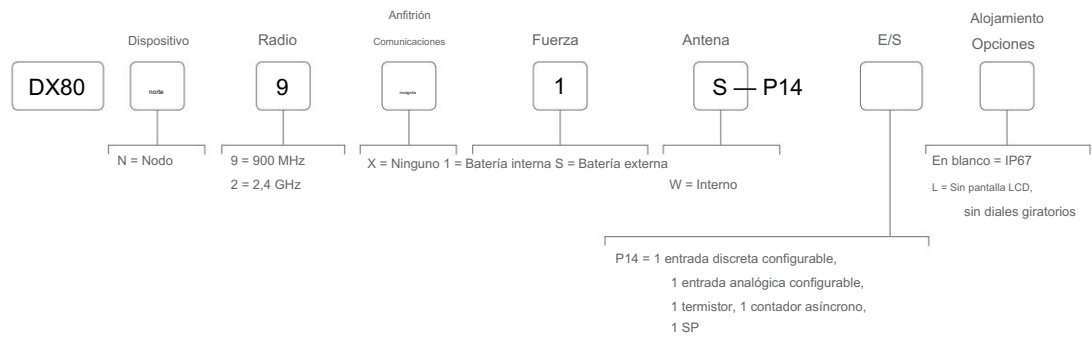 Anfitrión
Alojamiento
Dispositivo
Radio
Comunicaciones
Fuerza
Antena
E/S
Opciones
DX80
norte
9
insignia
1
S — P14
N = Nodo
9 = 900 MHz
2 = 2,4 GHz
X = Ninguno 1 = Batería interna S = Batería externa
W = Interno
En blanco = IP67
L = Sin pantalla LCD,
sin diales giratorios
P14 = 1 entrada discreta configurable,
1 entrada analógica configurable,
1 termistor, 1 contador asíncrono,
1 SP